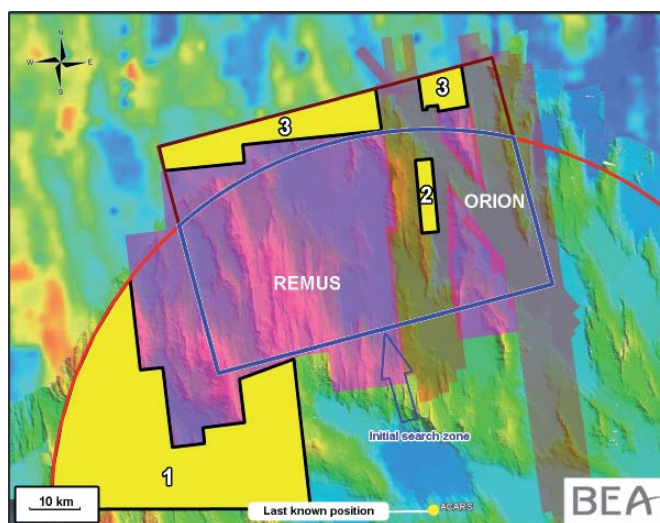 N
W E
S
3
3
2
ORION
REMUS
Initial search zone
1
10 km
Last known position
ACARS
BEA